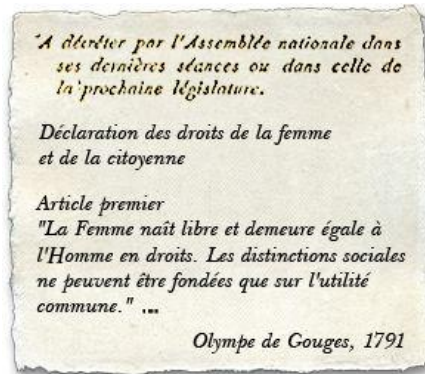 A décréter par l'Assemblée nationale dans
ses dernières séances ou dans celle de
la prochaine législature.
Déclaration des droits de la femme
et de la citoyenne
Article premier
"La Femme naît libre et demeure égale à
l'Homme en droits. Les distinctions sociales
ne peuvent être fondées que sur l'utilité
commune." ...
Olympe de Gouges, 1791